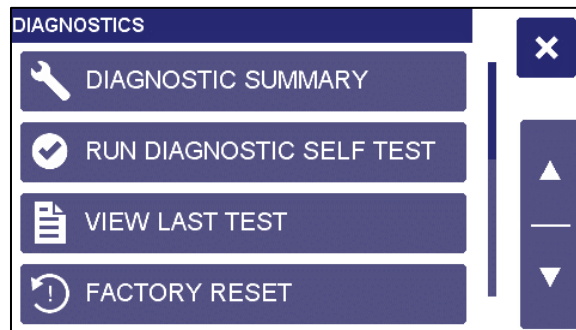 DIAGNOSTICS
DIAGNOSTIC SUMMARY
RUN DIAGNOSTIC SELF TEST
VIEW LAST TEST
FACTORY RESET